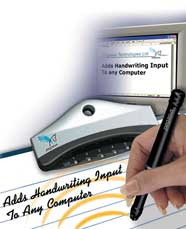 Adds Handwriting Input
To any Computer
Adds Handwriting Input
To Any Computer